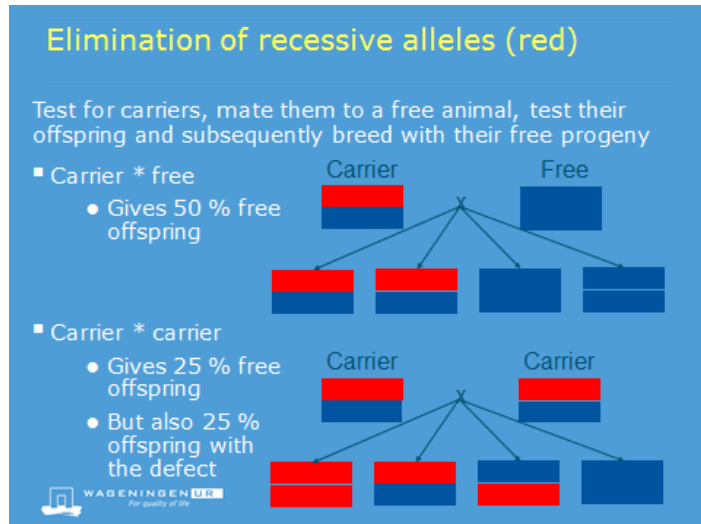 Elimination of recessive alleles (red)
Test for carriers, mate them to a free animal, test their
offspring and subsequently breed with their free progeny
Carrier * free
Gives 50 % free
offspring
Carrier
Free
X
Carrier * carrier
Gives 25 % free
offspring
But also 25 %
offspring with
the defect
Carrier
Carrier
X
WAGENINGEN UR
For quality of life